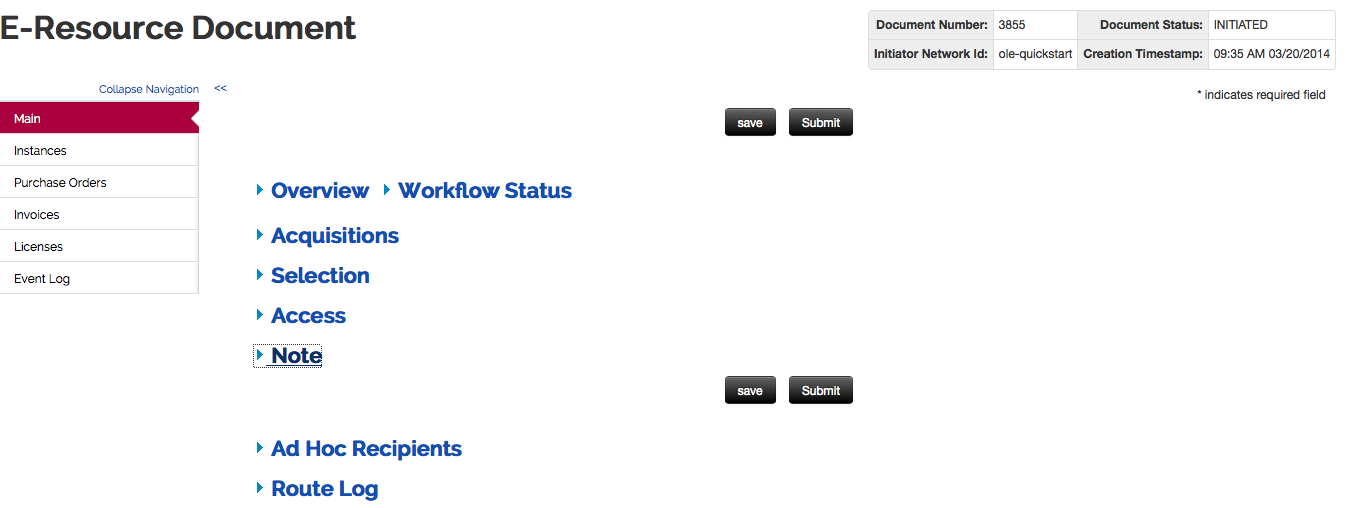 E-Resource Document
Document Number: 3855 Document Status: INITIATED
Initiator Network Id: ole-quickstart Creation Timestamp: 09:35 AM 03/20/2014
Collapse Navigation <<
* indicates required field
Main
Instances
Purchase Orders
Invoices
Licenses
Event Log
save Submit
Overview Workflow Status
Acquisitions
Selection
Access
Note
save Submit
Ad Hoc Recipients
Route Log